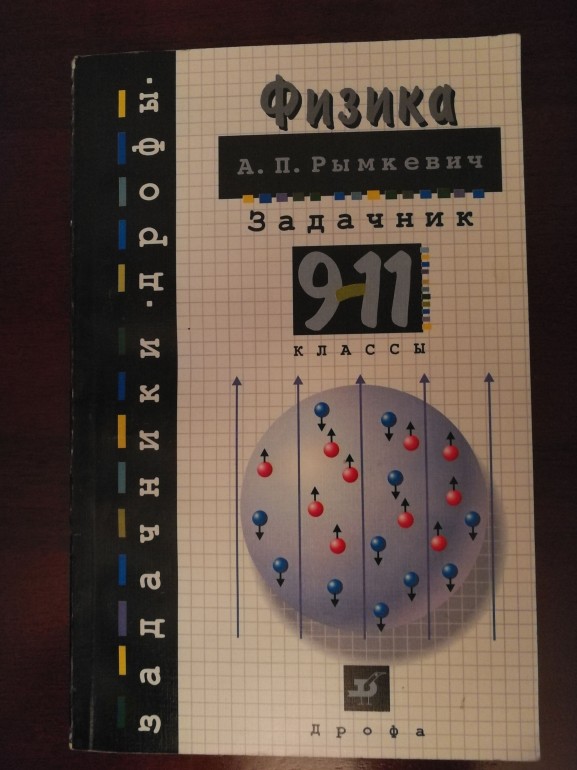 Физика
А. П. Рымкевич
Задачник
9-11
классы
Дрофа
задачники .дрофы.